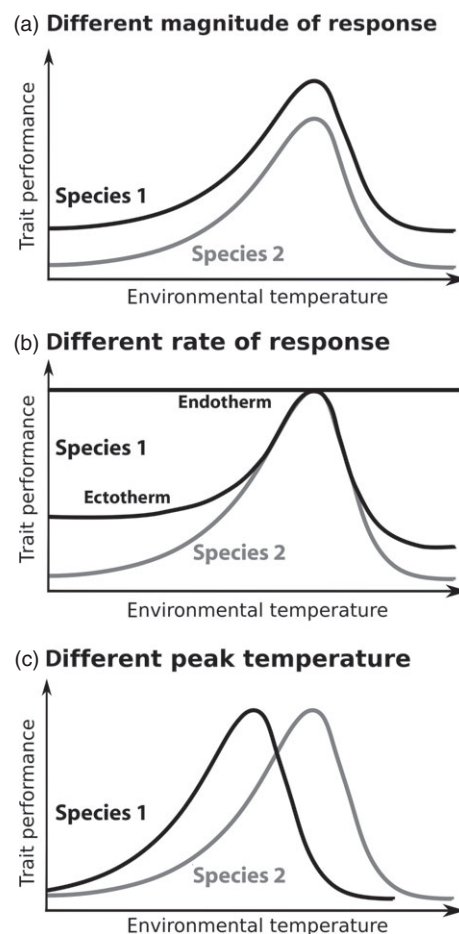 (a) Different magnitude of response
Trait performance
Species 1
Species 2
Environmental temperature
(b) Different rate of response
Trait performance
Endotherm
Species 1
Ectotherm
Species 2
Environmental temperature
(c) Different peak temperature
Trait performance
Species 1
Species 2
Environmental temperature